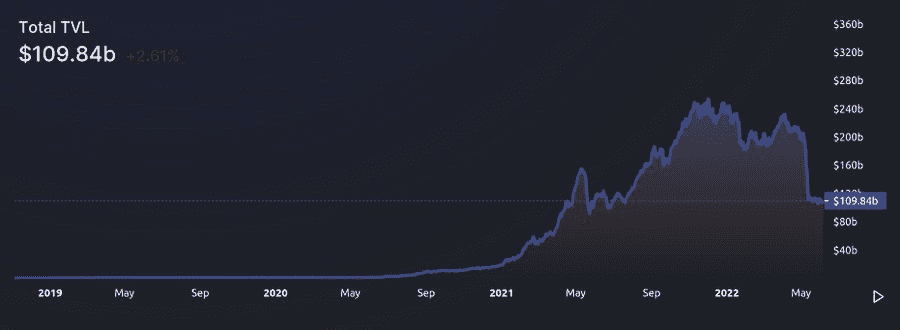 Total TVL
$109.84b +2.61%
$360b
$320b
$280b
$240b
$200b
$160b
$109.84b
$80b
$40b
2019 May Sep 2020 May Sep 2021 May Sep 2022 May